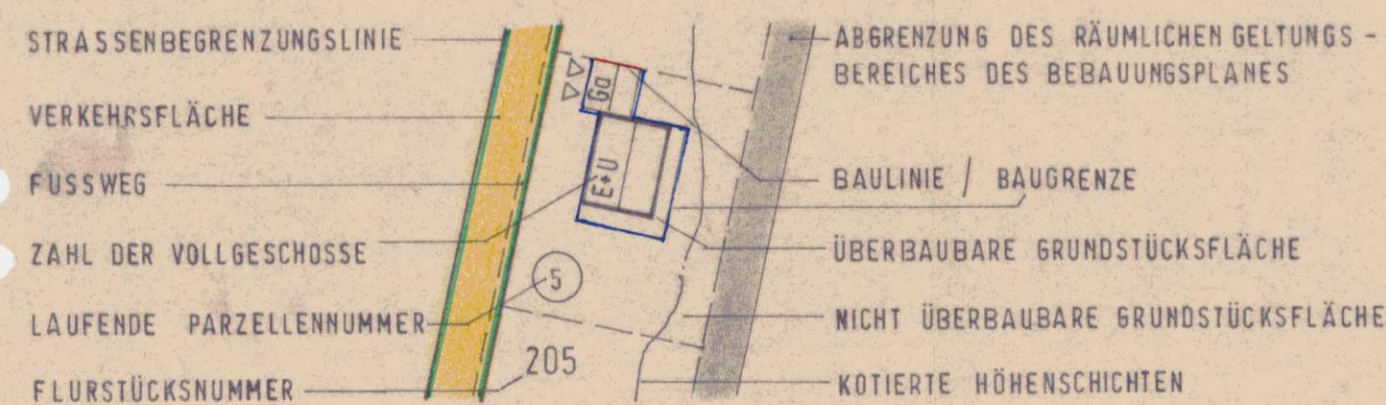 STRASSENBEGRENZUNGSLINIE
VERKEHRSFLÄCHE
FUSSWEG
ZAHL DER VOLLGESCHOSSE
LAUFENDE PARZELLENNUMMER
FLURSTÜCKSNUMMER
Ga
E+U
5
205
ABGRENZUNG DES RÄUMLICHEN GELTUNGS-
BEREICHES DES BEBAUUNGSPLANES
BAULINIE / BAUGRENZE
ÜBERBAUBARE GRUNDSTÜCKSFLÄCHE
NICHT ÜBERBAUBARE GRUNDSTÜCKSFLÄCHE
KOTIERTE HÖHENSCHICHTEN